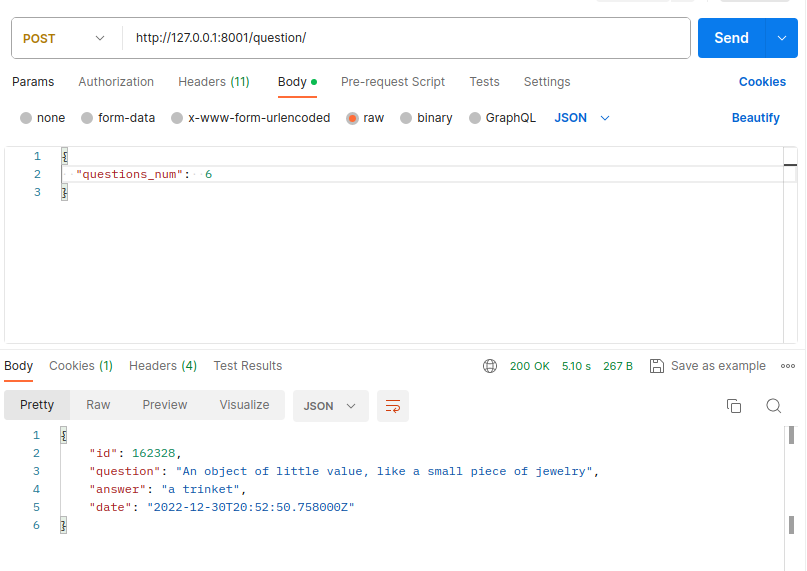 POST http://127.0.0.1:8001/question/ Send
Params Authorization Headers (11) Body Pre-request Script Tests Settings Cookies
none form-data x-www-form-urlencoded raw binary GraphQL JSON Beautify
1 {
2 "questions_num": 6
3 }
Body Cookies (1) Headers (4) Test Results 200 OK 5.10 s 267 B Save as example
Pretty Raw Preview Visualize JSON
1 {
2 "id": 162328,
3 "question": "An object of little value, like a small piece of jewelry",
4 "answer": "a trinket",
5 "date": "2022-12-30T20:52:50.758000Z"
6 }